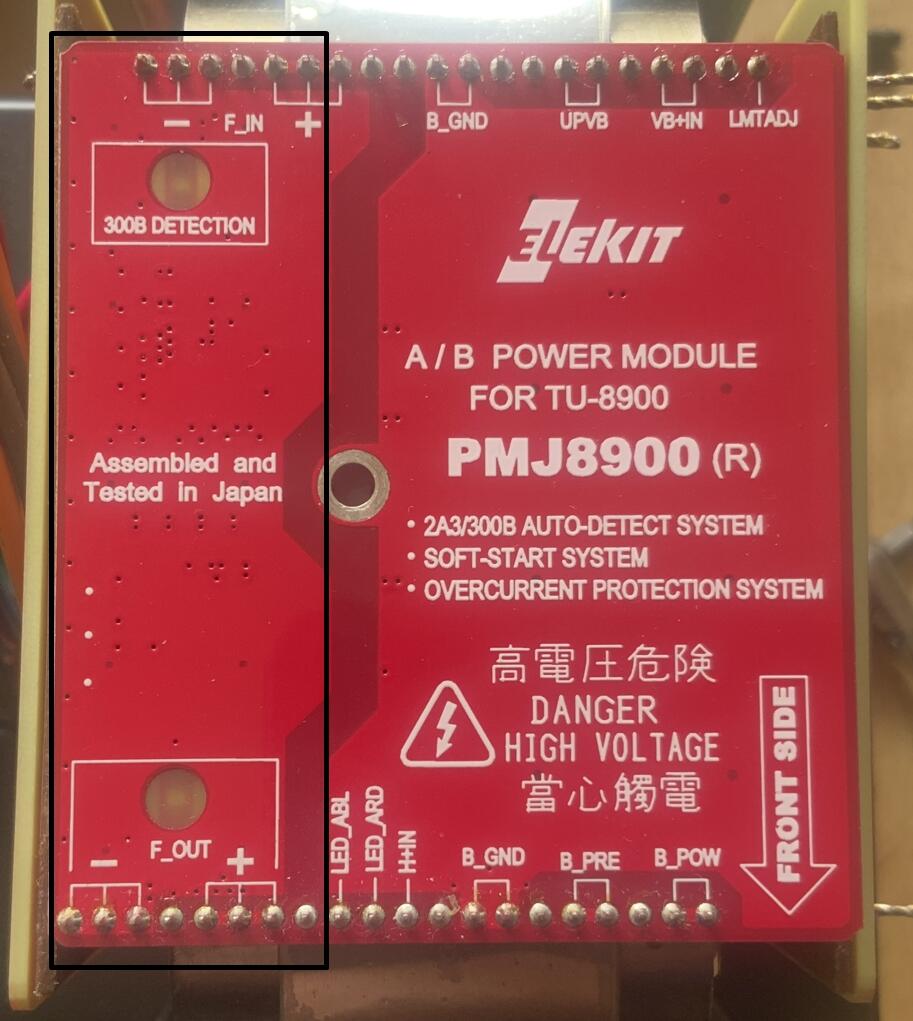 − F_IN +
B_GND
UPVB
VB+IN
LMTADJ
300B DETECTION
ELEKIT
A / B POWER MODULE
FOR TU-8900
PMJ8900 (R)
Assembled and
Tested in Japan
• 2A3/300B AUTO-DETECT SYSTEM
• SOFT-START SYSTEM
• OVERCURRENT PROTECTION SYSTEM
高電圧危険
DANGER
HIGH VOLTAGE
當心觸電
FRONT SIDE
− F_OUT +
LED_ABL
LED_ARD
B_GND
B_PRE
B_POW